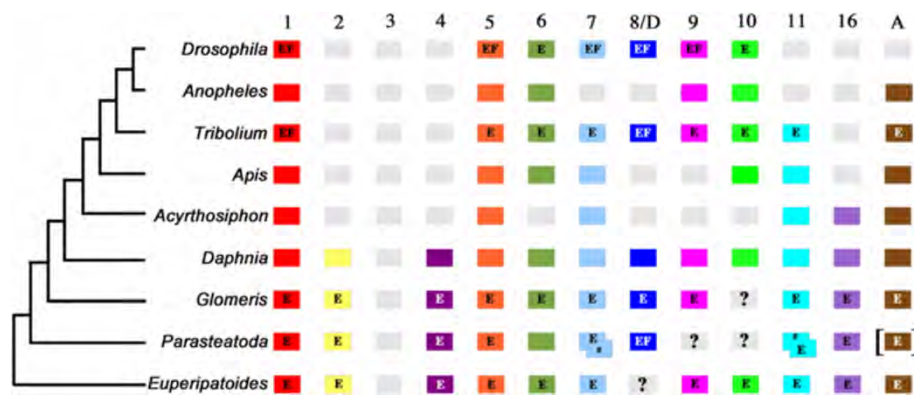 1 2 3 4 5 6 7 8/D 9 10 11 16 A
Drosophila EF EF E EF EF EF E
Anopheles
Tribolium EF E E E EF E E E E
Apis
Acyrthosiphon
Daphnia
Glomeris E E E E E E E E ? E E E
Parasteatoda E E E E E # EF ? ? # E E [ E ]
Euperipatoides E E E E E E ? E E E E E